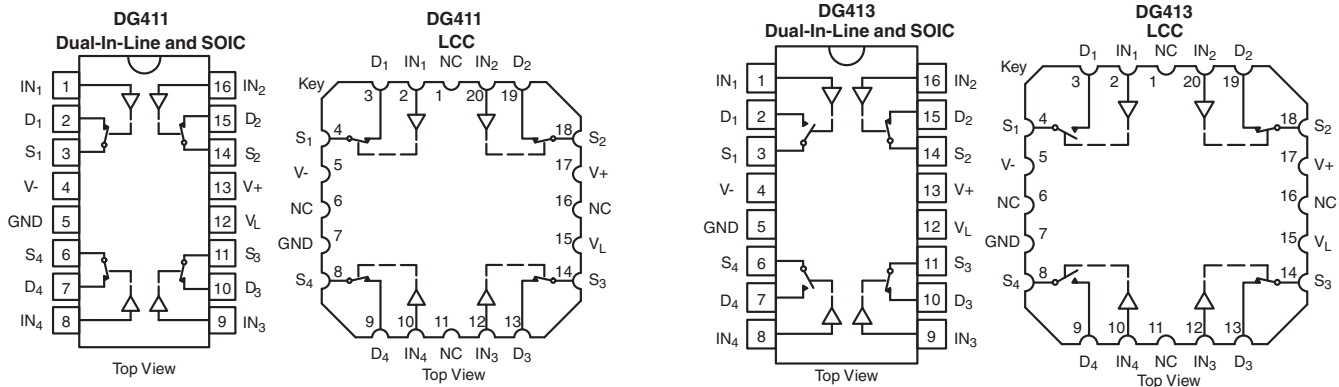 DG411
Dual-In-Line and SOIC
IN₁ 1 16 IN₂
D₁ 2 15 D₂
S₁ 3 14 S₂
V- 4 13 V+
GND 5 12 V_L
S₄ 6 11 S₃
D₄ 7 10 D₃
IN₄ 8 9 IN₃
Top View
DG411
LCC
D₁ IN₁ NC IN₂ D₂
Key
3 2 1 20 19
S₁ 4 18 S₂
V- 5 17 V+
NC 6 16 NC
GND 7 15 V_L
S₄ 8 14 S₃
9 10 11 12 13
D₄ IN₄ NC IN₃ D₃
Top View
DG413
Dual-In-Line and SOIC
IN₁ 1 16 IN₂
D₁ 2 15 D₂
S₁ 3 14 S₂
V- 4 13 V+
GND 5 12 V_L
S₄ 6 11 S₃
D₄ 7 10 D₃
IN₄ 8 9 IN₃
Top View
DG413
LCC
D₁ IN₁ NC IN₂ D₂
Key
3 2 1 20 19
S₁ 4 18 S₂
V- 5 17 V+
NC 6 16 NC
GND 7 15 V_L
S₄ 8 14 S₃
9 10 11 12 13
D₄ IN₄ NC IN₃ D₃
Top View